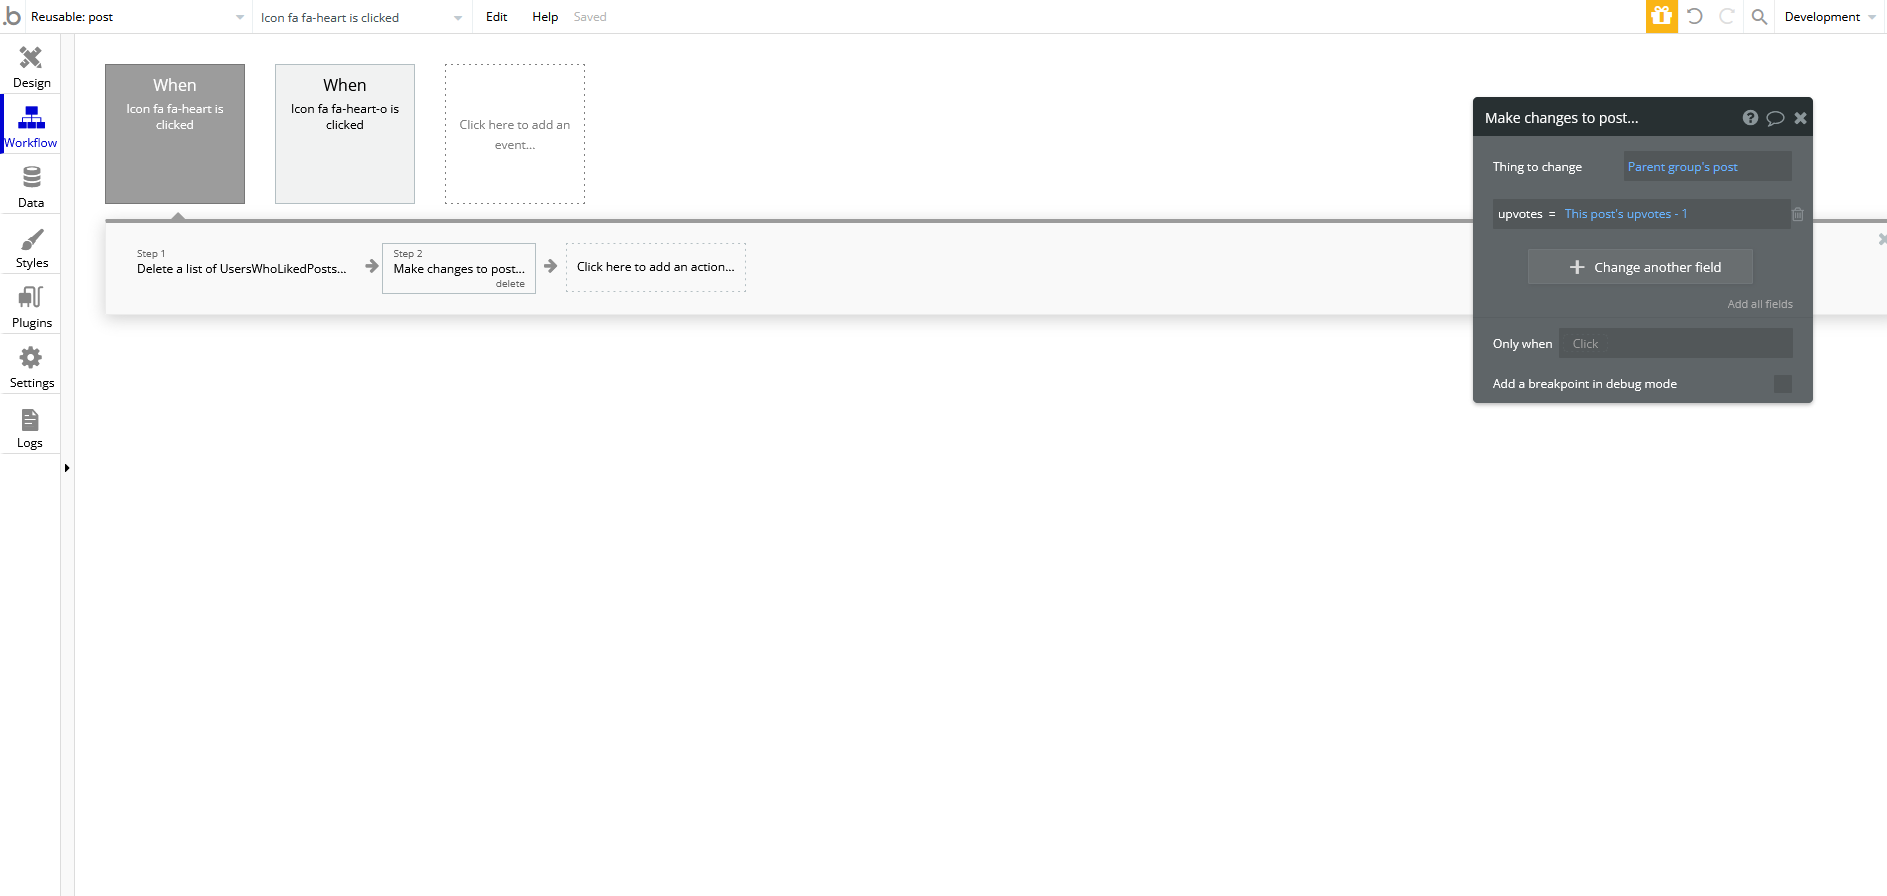 .b Reusable: post Icon fa fa-heart is clicked Edit Help Saved Development
Design
Workflow
Data
Styles
Plugins
Settings
Logs
When
Icon fa fa-heart is
clicked
When
Icon fa fa-heart-o is
clicked
Click here to add an
event...
Step 1
Delete a list of UsersWhoLikedPosts...
Step 2
Make changes to post...
delete
Click here to add an action...
Make changes to post...
Thing to change Parent group's post
upvotes = This post's upvotes - 1
Change another field
Add all fields
Only when Click
Add a breakpoint in debug mode